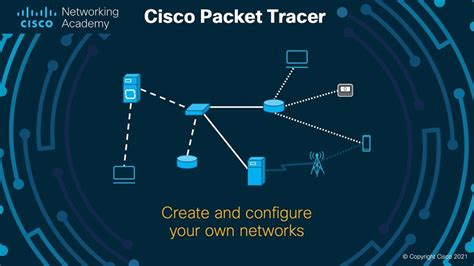 Networking
CISCO Academy
Cisco Packet Tracer
Create and configure
your own networks
© Copyright Cisco 2021